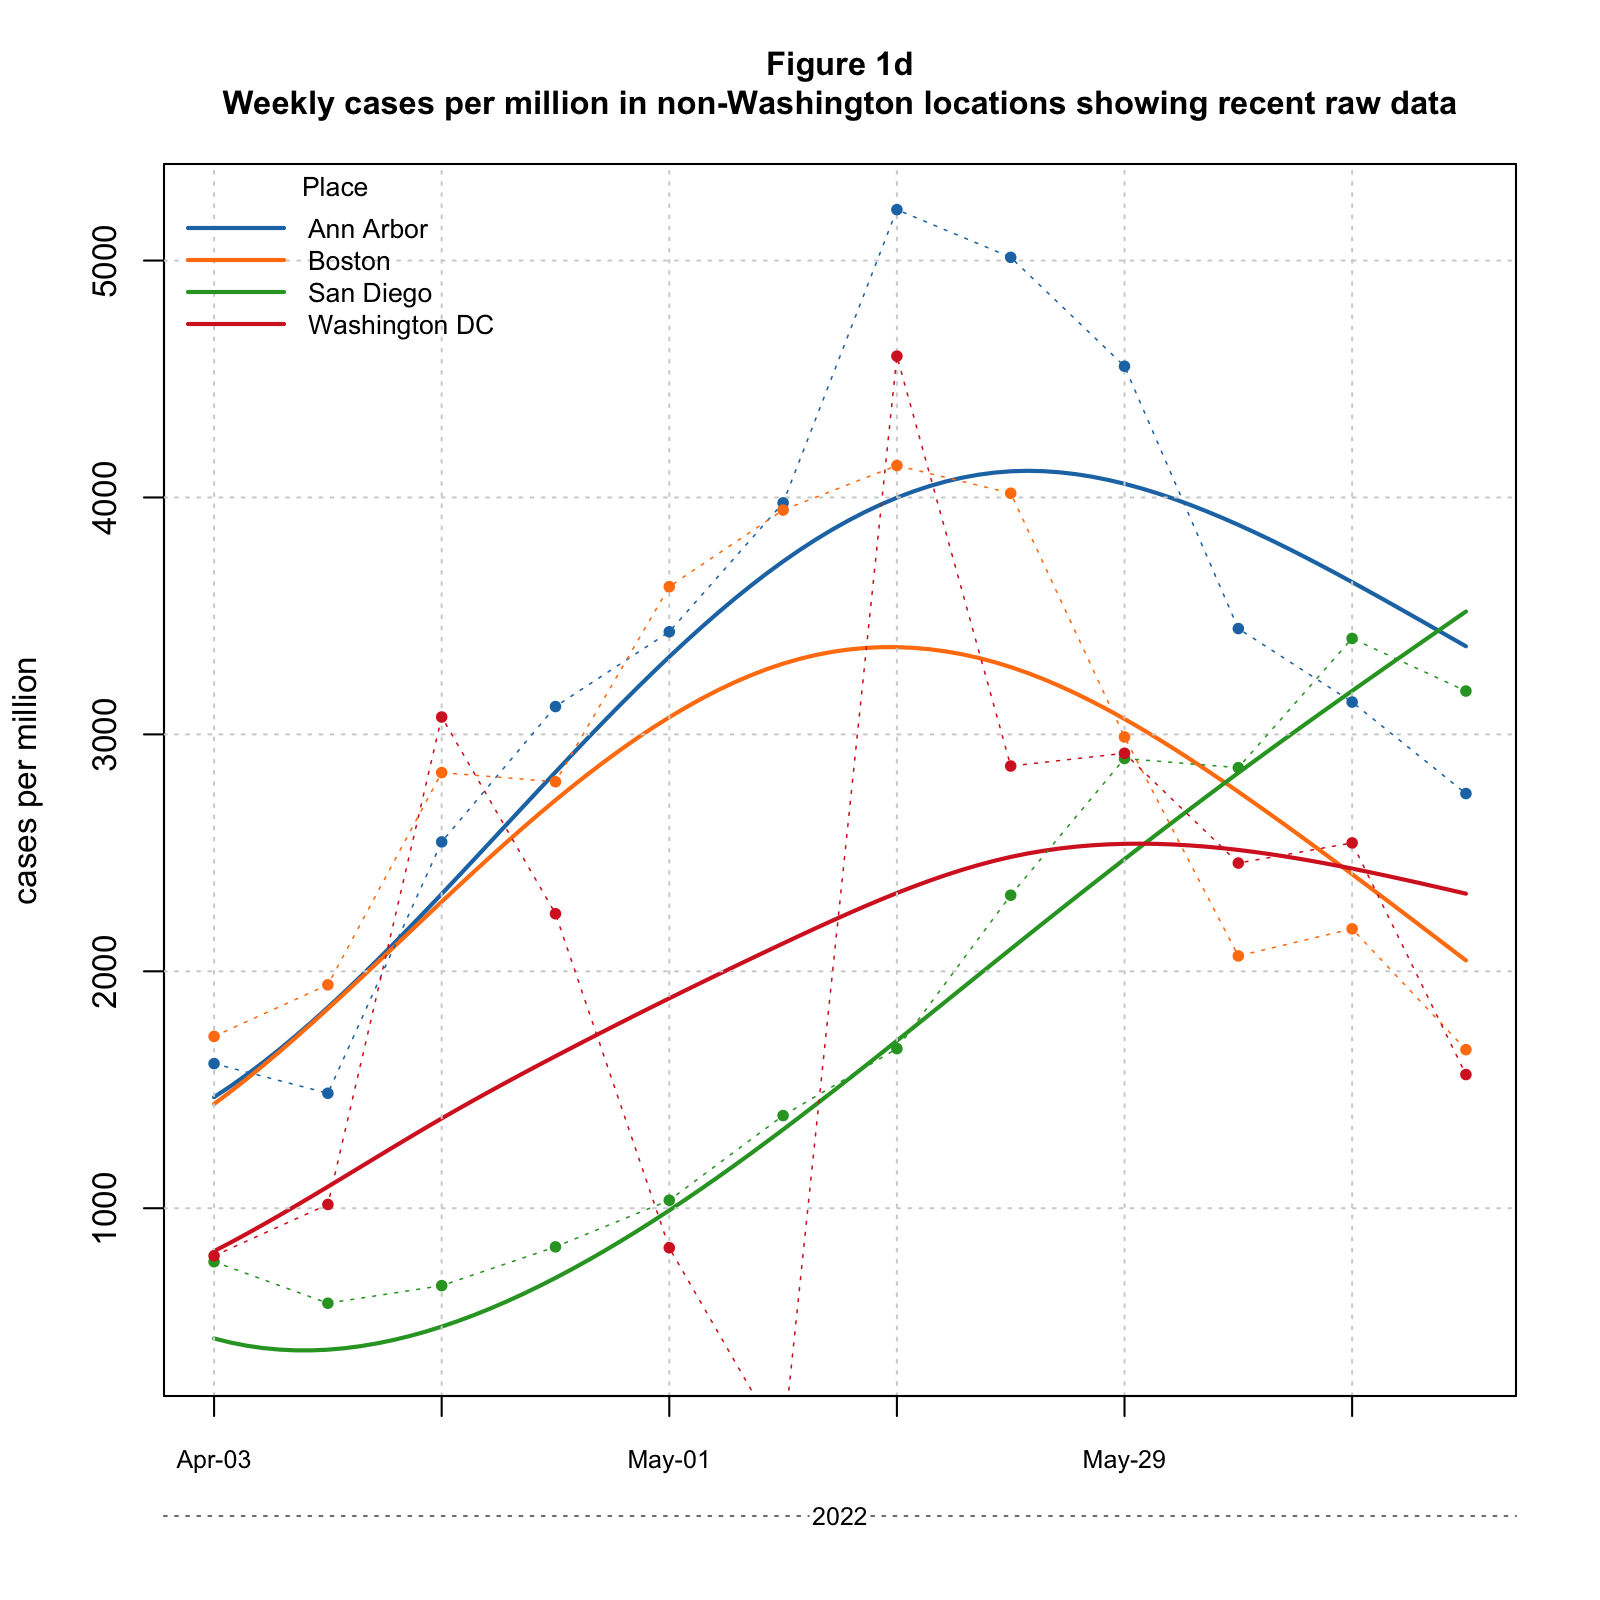 Figure 1d
Weekly cases per million in non-Washington locations showing recent raw data
Place
Ann Arbor
Boston
San Diego
Washington DC
cases per million
5000
4000
3000
2000
1000
Apr-03
May-01
May-29
2022